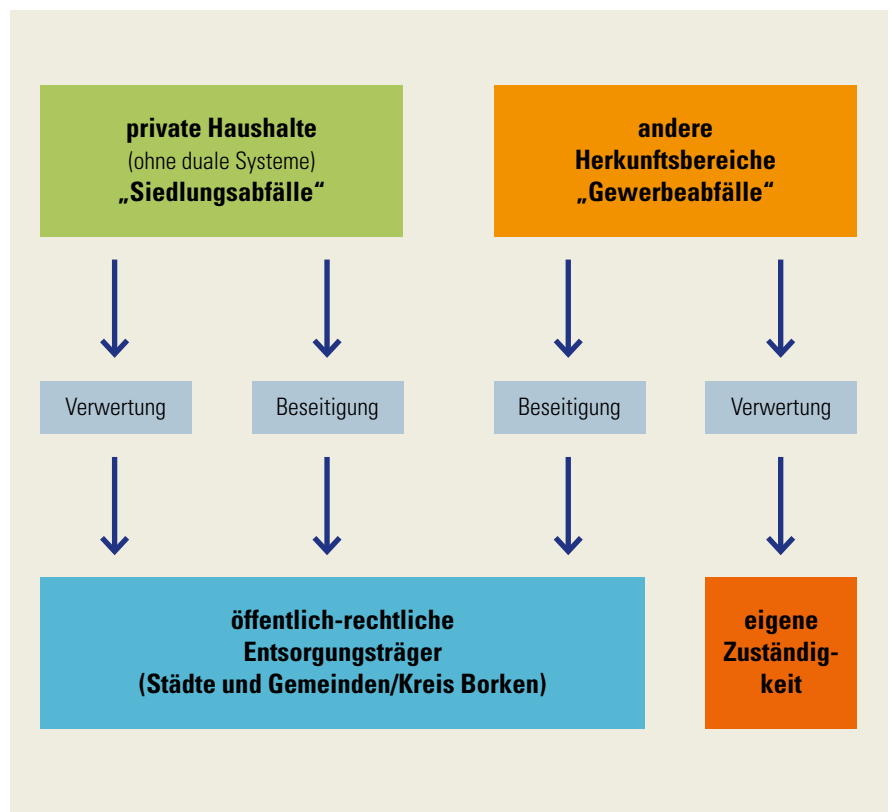 private Haushalte
(ohne duale Systeme)
„Siedlungsabfälle“
andere
Herkunftsbereiche
„Gewerbeabfälle“
Verwertung
Beseitigung
Beseitigung
Verwertung
öffentlich-rechtliche
Entsorgungsträger
(Städte und Gemeinden/Kreis Borken)
eigene
Zuständig-
keit